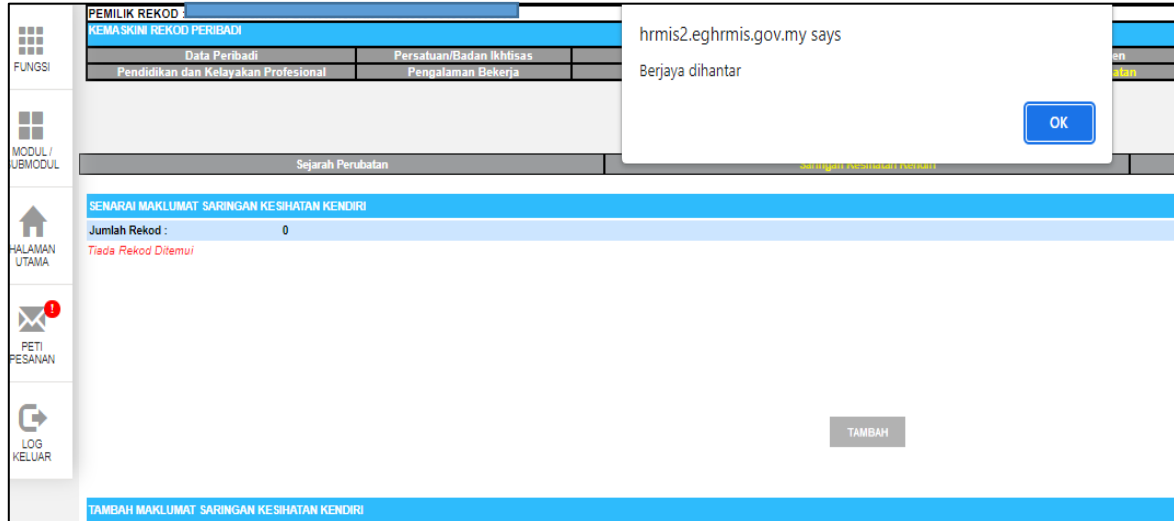 PEMILIK REKOD :
KEMASKINI REKOD PERIBADI
Data Peribadi
Persatuan/Badan Ikhtisas
Pendidikan dan Kelayakan Profesional
Pengalaman Bekerja
hrmis2.eghrmis.gov.my says
Berjaya dihantar
OK
FUNGSI
MODUL /
UBMODUL
HALAMAN
UTAMA
PETI
PESANAN
LOG
KELUAR
Sejarah Perubatan
Saringan Kesihatan Kendiri
SENARAI MAKLUMAT SARINGAN KESIHATAN KENDIRI
Jumlah Rekod : 0
Tiada Rekod Ditemui
TAMBAH
TAMBAH MAKLUMAT SARINGAN KESIHATAN KENDIRI